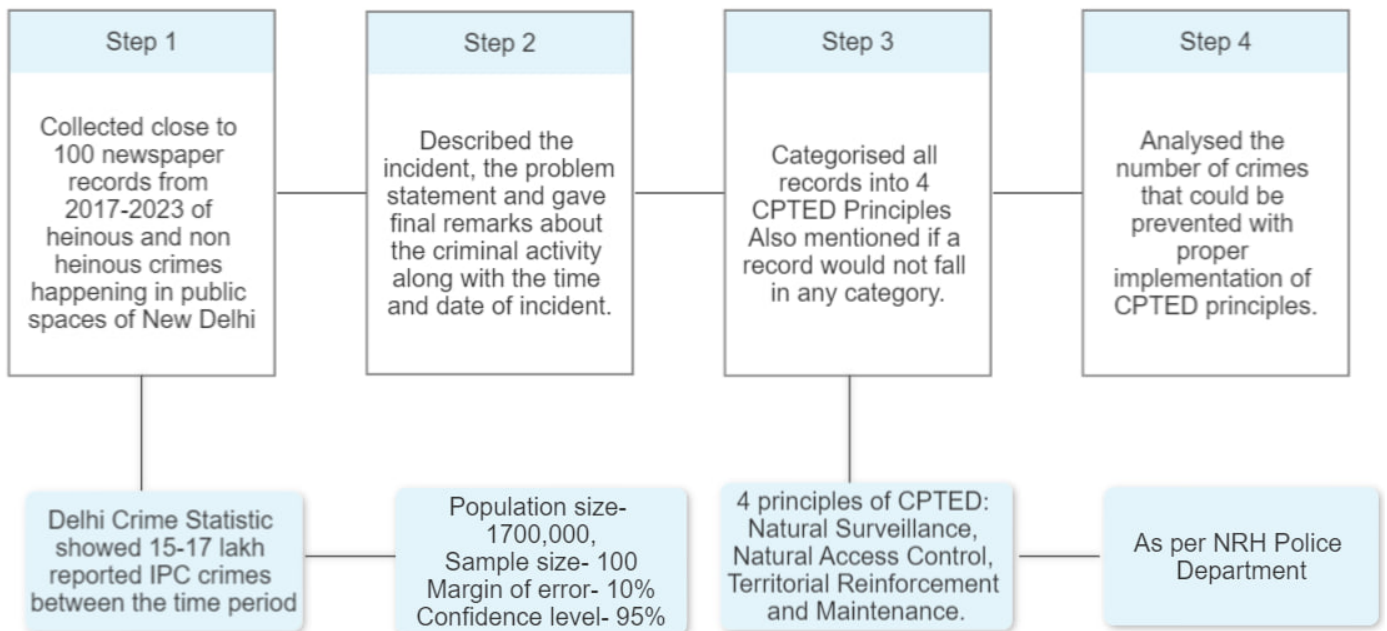 Step 1
Collected close to
100 newspaper
records from
2017-2023 of
heinous and non
heinous crimes
happening in public
spaces of New Delhi
Step 2
Described the
incident, the problem
statement and gave
final remarks about
the criminal activity
along with the time
and date of incident.
Step 3
Categorised all
records into 4
CPTED Principles
Also mentioned if a
record would not fall
in any category.
Step 4
Analysed the
number of crimes
that could be
prevented with
proper
implementation of
CPTED principles.
Delhi Crime Statistic
showed 15-17 lakh
reported IPC crimes
between the time period
Population size-
1700,000,
Sample size- 100
Margin of error- 10%
Confidence level- 95%
4 principles of CPTED:
Natural Surveillance,
Natural Access Control,
Territorial Reinforcement
and Maintenance.
As per NRH Police
Department